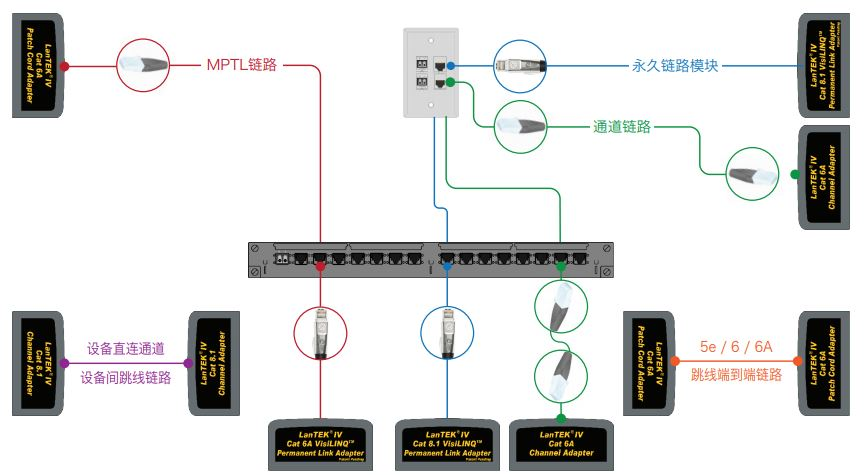 LanTEK® IV
Cat 6A
Patch Cord Adapter
MPTL链路
永久链路模块
LanTEK® IV
Cat 8.1 VisiLINQ™
Permanent Link Adapter
通道链路
LanTEK® IV
Cat 6A
Channel Adapter
LanTEK® IV
Cat 8.1
Channel Adapter
设备直连通道
设备间跳线链路
LanTEK® IV
Cat 8.1
Channel Adapter
LanTEK® IV
Cat 6A
Patch Cord Adapter
5e / 6 / 6A
跳线端到端链路
LanTEK® IV
Cat 6A
Patch Cord Adapter
LanTEK® IV
Cat 6A VisiLINQ™
Permanent Link Adapter
Patent Pending
LanTEK® IV
Cat 8.1 VisiLINQ™
Permanent Link Adapter
Patent Pending
LanTEK® IV
Cat 6A
Channel Adapter